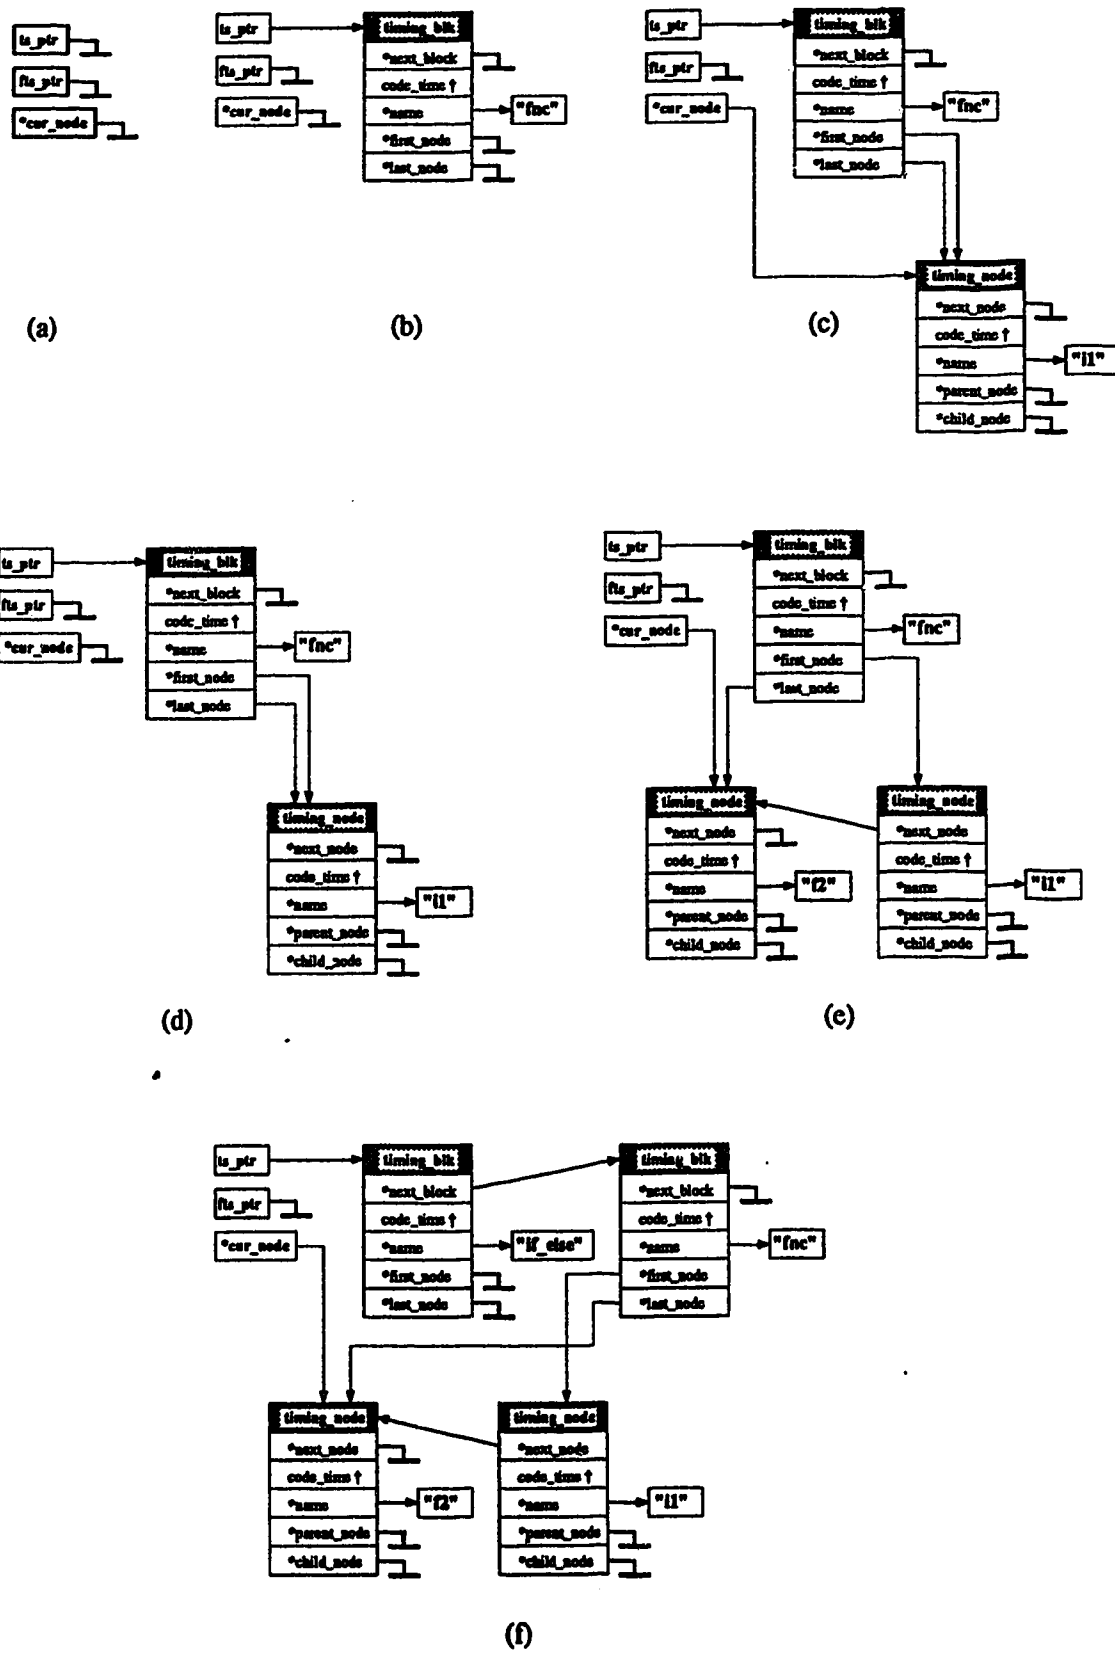 ts_ptr
fts_ptr
*cur_node
(a)
ts_ptr
fts_ptr
*cur_node
timing_blk
*next_block
code_time †
*name
"fnc"
*first_node
*last_node
(b)
ts_ptr
fts_ptr
*cur_node
timing_blk
*next_block
code_time †
*name
"fnc"
*first_node
*last_node
timing_node
*next_node
code_time †
*name
"i1"
*parent_node
*child_node
(c)
ts_ptr
fts_ptr
*cur_node
timing_blk
*next_block
code_time †
*name
"fnc"
*first_node
*last_node
timing_node
*next_node
code_time †
*name
"i1"
*parent_node
*child_node
(d)
ts_ptr
fts_ptr
*cur_node
timing_blk
*next_block
code_time †
*name
"fnc"
*first_node
*last_node
timing_node
*next_node
code_time †
*name
"f2"
*parent_node
*child_node
timing_node
*next_node
code_time †
*name
"i1"
*parent_node
*child_node
(e)
ts_ptr
fts_ptr
*cur_node
timing_blk
*next_block
code_time †
*name
"if_else"
*first_node
*last_node
timing_blk
*next_block
code_time †
*name
"fnc"
*first_node
*last_node
timing_node
*next_node
code_time †
*name
"f2"
*parent_node
*child_node
timing_node
*next_node
code_time †
*name
"i1"
*parent_node
*child_node
(f)